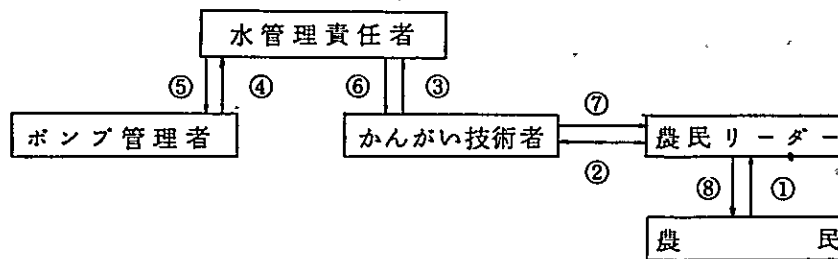 水管理責任者
⑤ ④ ⑥ ③
ポンプ管理者
かんがい技術者
⑦
②
農民リーダー
⑧ ①
農民